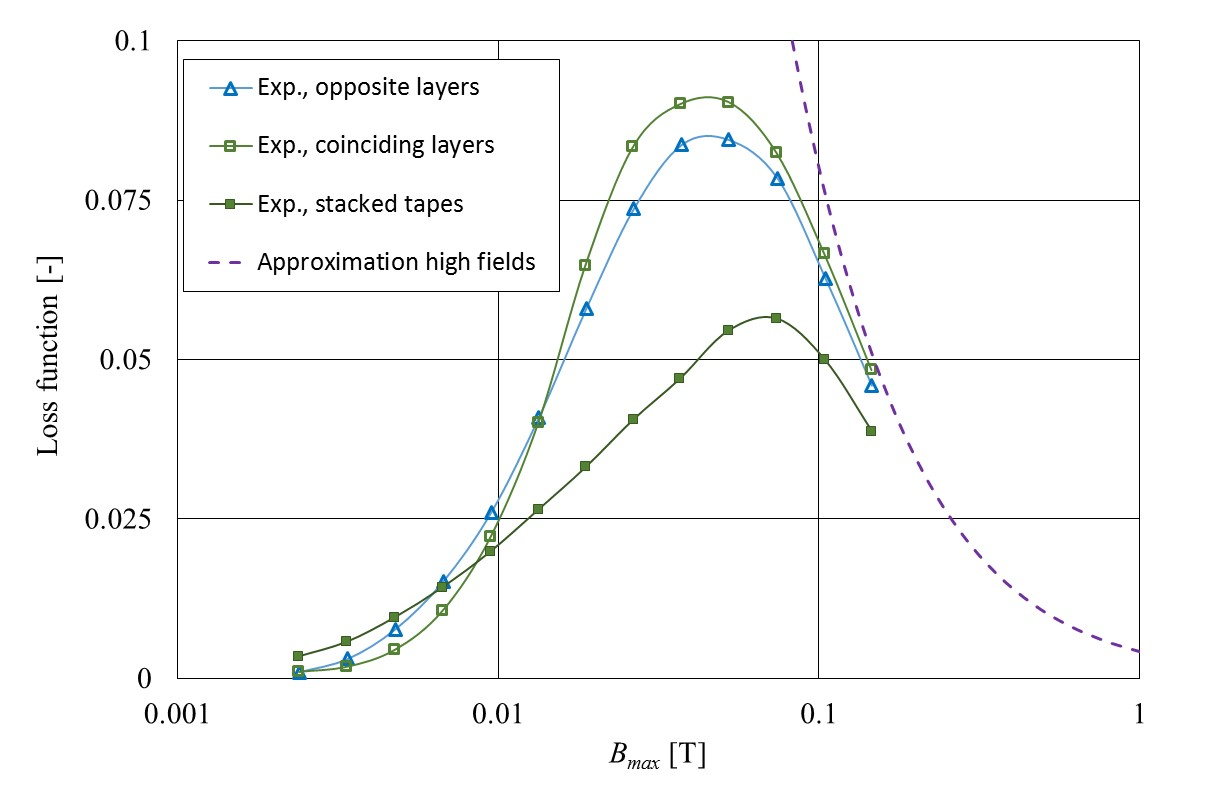 0.1
0.075
0.05
0.025
0
Loss function [-]
Exp., opposite layers
Exp., coinciding layers
Exp., stacked tapes
Approximation high fields
0.001
0.01
0.1
1
Bmax [T]